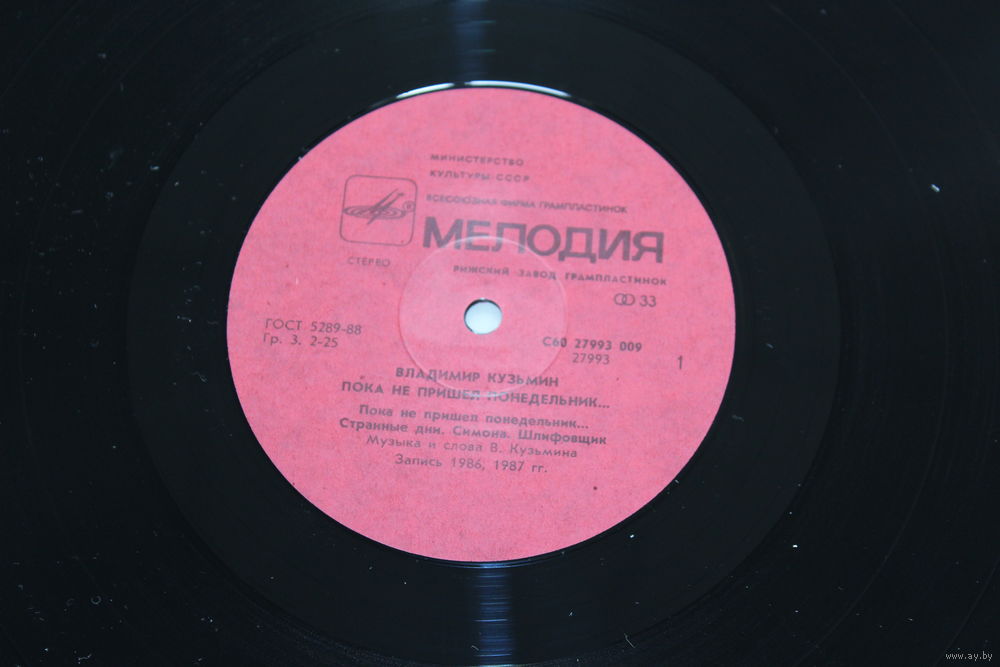 МИНИСТЕРСТВО
КУЛЬТУРЫ СССР
ВСЕСОЮЗНАЯ ФИРМА ГРАМПЛАСТИНОК
®
МЕЛОДИЯ
СТЕРЕО
РИЖСКИЙ ЗАВОД ГРАМПЛАСТИНОК
33
ГОСТ 5289-88
Гр. 3. 2-25
С60 27993 009
27993
1
ВЛАДИМИР КУЗЬМИН
ПОКА НЕ ПРИШЕЛ ПОНЕДЕЛЬНИК...
Пока не пришел понедельник...
Странные дни. Симона. Шлифовщик
Музыка и слова В. Кузьмина
Запись 1986, 1987 гг.
www.ay.by